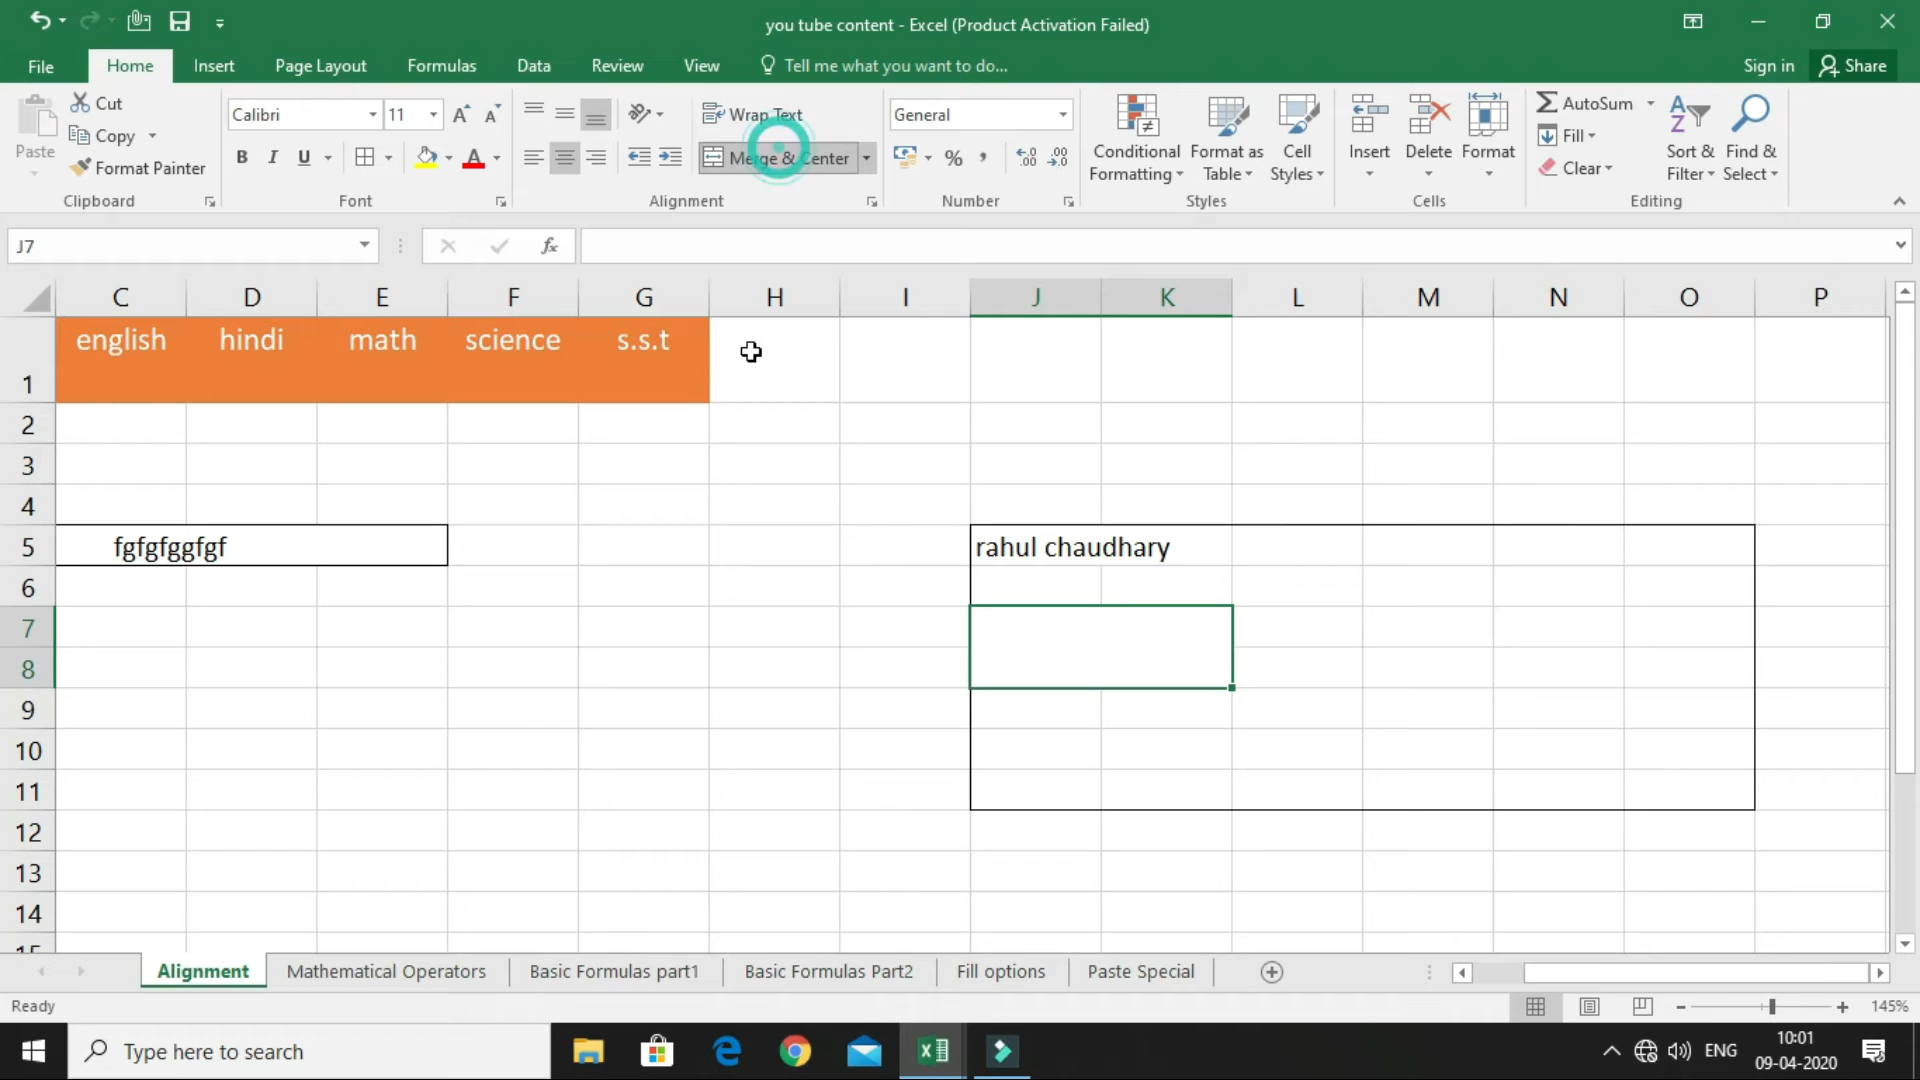 you tube content - Excel (Product Activation Failed)
File Home Insert Page Layout Formulas Data Review View Tell me what you want to do... Sign in Share
Paste
Cut
Copy
Format Painter
Clipboard
Calibri 11
B I U A
Font
Wrap Text
Merge & Center
Alignment
General
% ,
Number
Conditional Formatting
Format as Table
Cell Styles
Styles
Insert Delete Format
Cells
AutoSum
Fill
Clear
Sort & Filter
Find & Select
Editing
J7 fx
C D E F G H I J K L M N O P
1 english hindi math science s.s.t
2
3
4
5 fgfgfggfgf rahul chaudhary
6
7
8
9
10
11
12
13
14
15
Alignment Mathematical Operators Basic Formulas part1 Basic Formulas Part2 Fill options Paste Special
Ready 145%
Type here to search ENG 10:01
09-04-2020